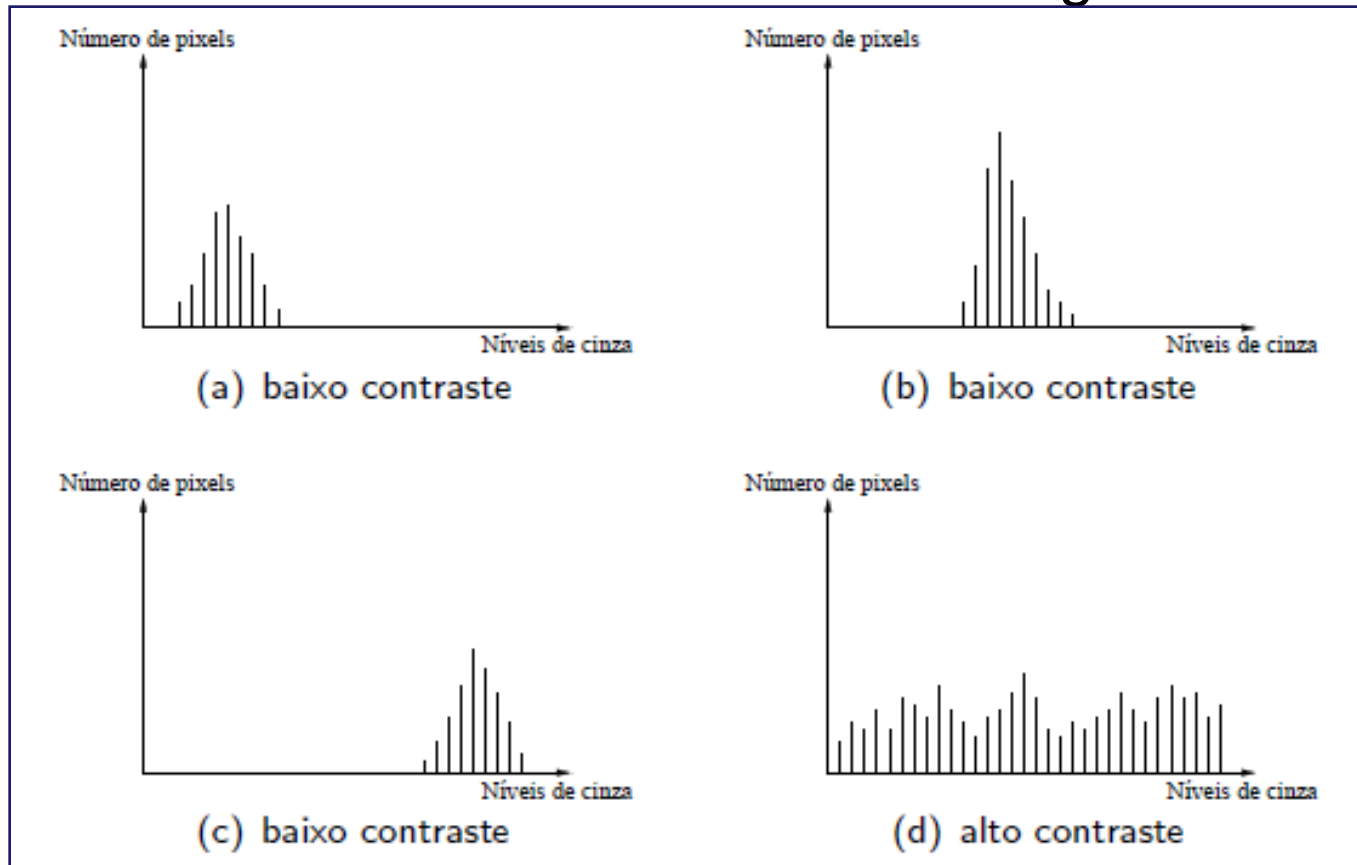 Número de pixels
Níveis de cinza
(a) baixo contraste
Número de pixels
Níveis de cinza
(b) baixo contraste
Número de pixels
Níveis de cinza
(c) baixo contraste
Número de pixels
Níveis de cinza
(d) alto contraste